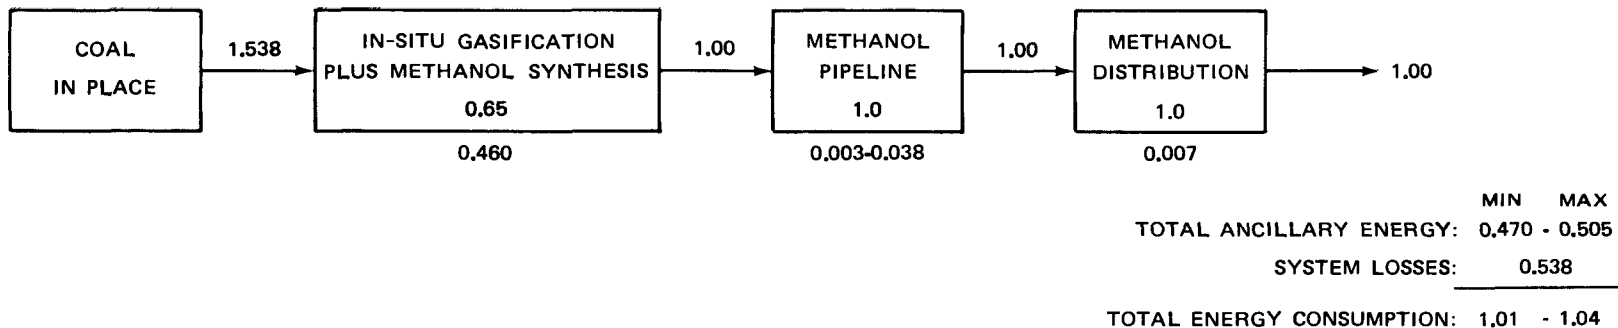 COAL
IN PLACE
1.538
IN-SITU GASIFICATION
PLUS METHANOL SYNTHESIS
0.65
0.460
1.00
METHANOL
PIPELINE
1.0
0.003-0.038
1.00
METHANOL
DISTRIBUTION
1.0
0.007
1.00
MIN MAX
TOTAL ANCILLARY ENERGY: 0.470 - 0.505
SYSTEM LOSSES: 0.538
TOTAL ENERGY CONSUMPTION: 1.01 - 1.04